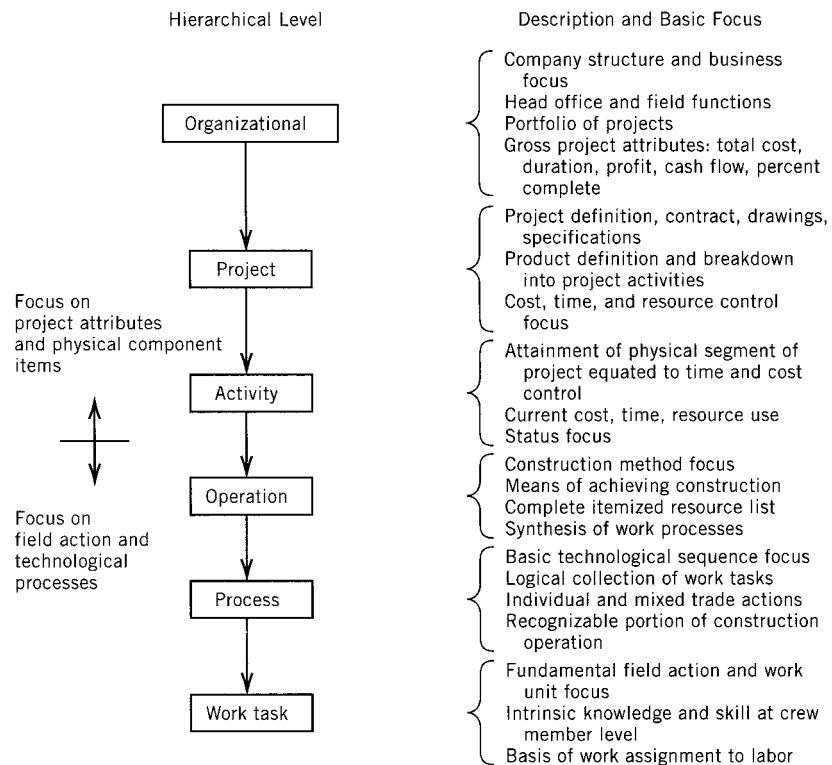 Hierarchical Level
Description and Basic Focus
Organizational
Company structure and business
focus
Head office and field functions
Portfolio of projects
Gross project attributes: total cost,
duration, profit, cash flow, percent
complete
Project
Project definition, contract, drawings,
specifications
Product definition and breakdown
into project activities
Cost, time, and resource control
focus
Focus on
project attributes
and physical component
items
Activity
Attainment of physical segment of
project equated to time and cost
control
Current cost, time, resource use
Status focus
Operation
Construction method focus
Means of achieving construction
Complete itemized resource list
Synthesis of work processes
Focus on
field action and
technological
processes
Process
Basic technological sequence focus
Logical collection of work tasks
Individual and mixed trade actions
Recognizable portion of construction
operation
Work task
Fundamental field action and work
unit focus
Intrinsic knowledge and skill at crew
member level
Basis of work assignment to labor